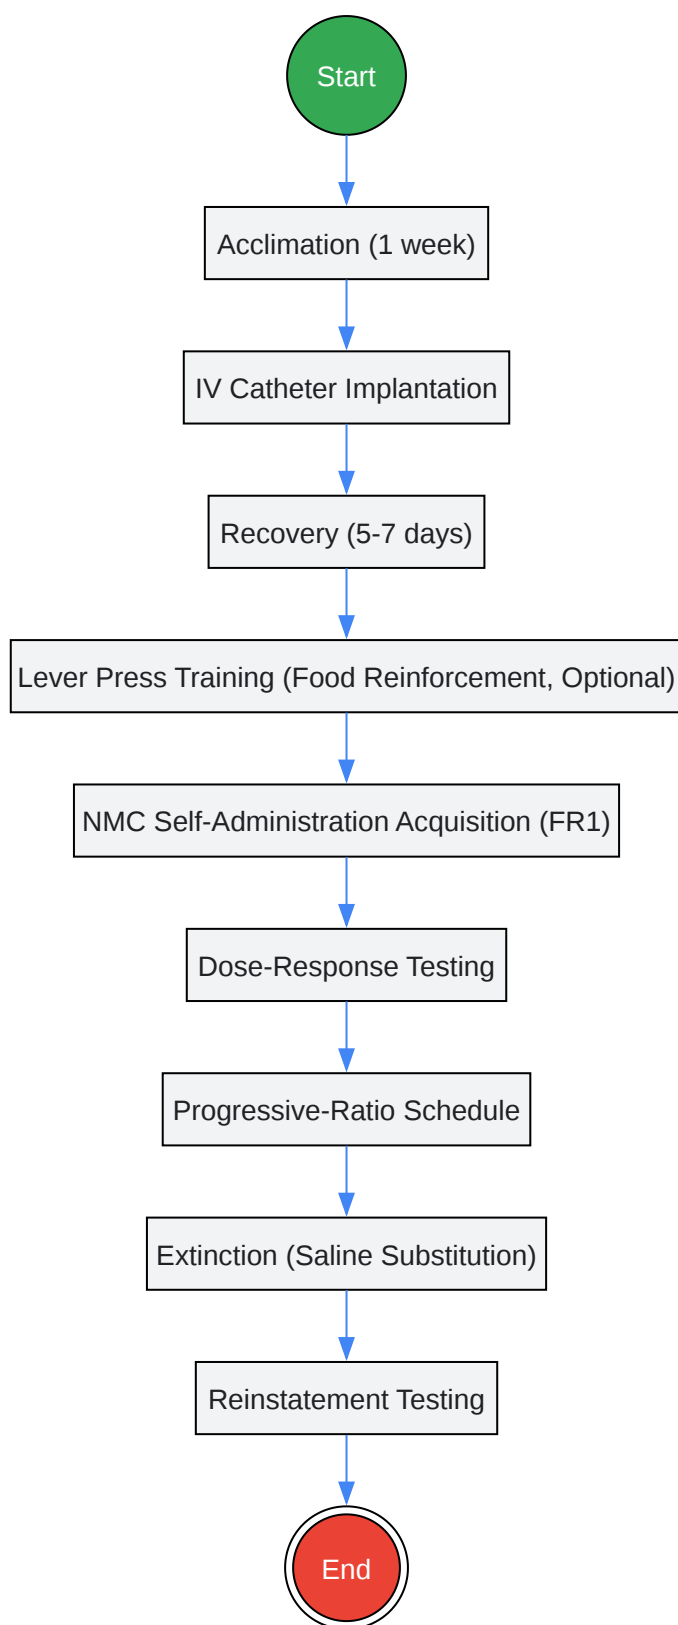 Start
Acclimation (1 week)
IV Catheter Implantation
Recovery (5-7 days)
Lever Press Training (Food Reinforcement, Optional)
NMC Self-Administration Acquisition (FR1)
Dose-Response Testing
Progressive-Ratio Schedule
Extinction (Saline Substitution)
Reinstatement Testing
End